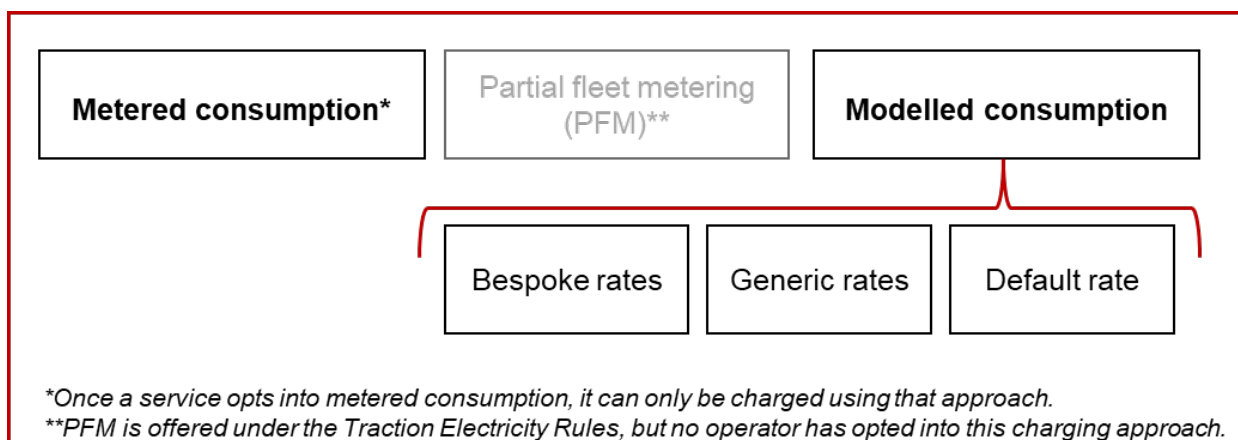 Metered consumption*
Partial fleet metering
(PFM)**
Modelled consumption
Bespoke rates
Generic rates
Default rate
*Once a service opts into metered consumption, it can only be charged using that approach.
**PFM is offered under the Traction Electricity Rules, but no operator has opted into this charging approach.